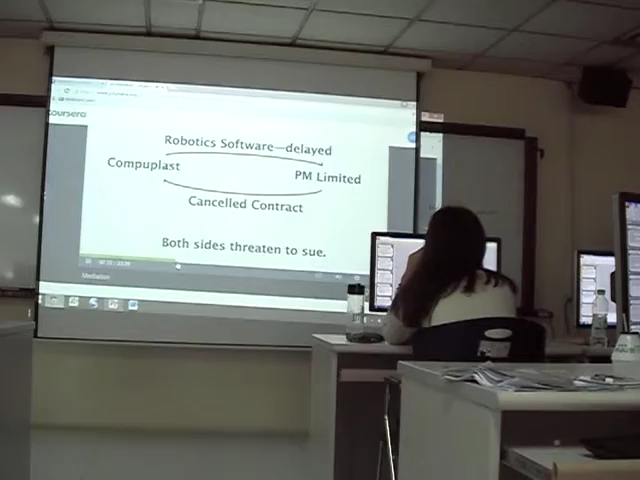 coursera
Robotics Software—delayed
Compuplast
PM Limited
Cancelled Contract
Both sides threaten to sue.
Mediation